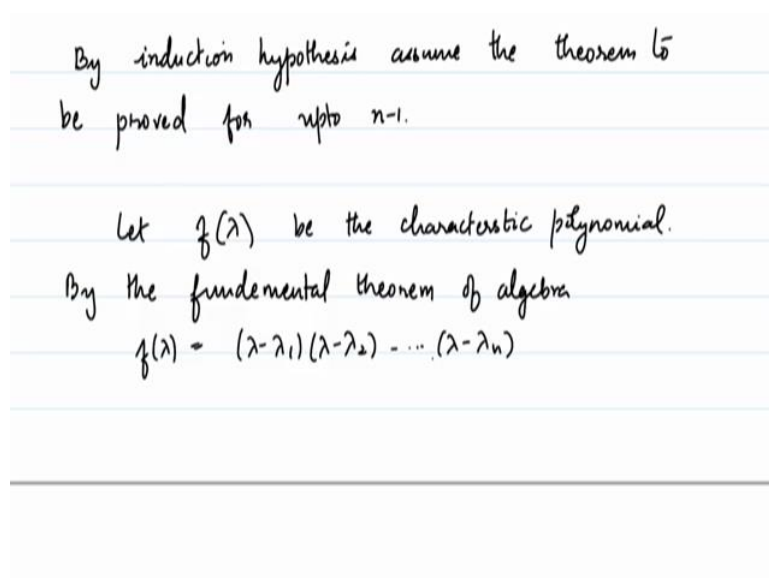 By induction hypothesis assume the theorem to
be proved for upto n-1.
Let f(λ) be the characterstic polynomial.
By the fundemental theorem of algebra
f(λ) = (λ-λ₁)(λ-λ₂) - ... (λ-λₙ)